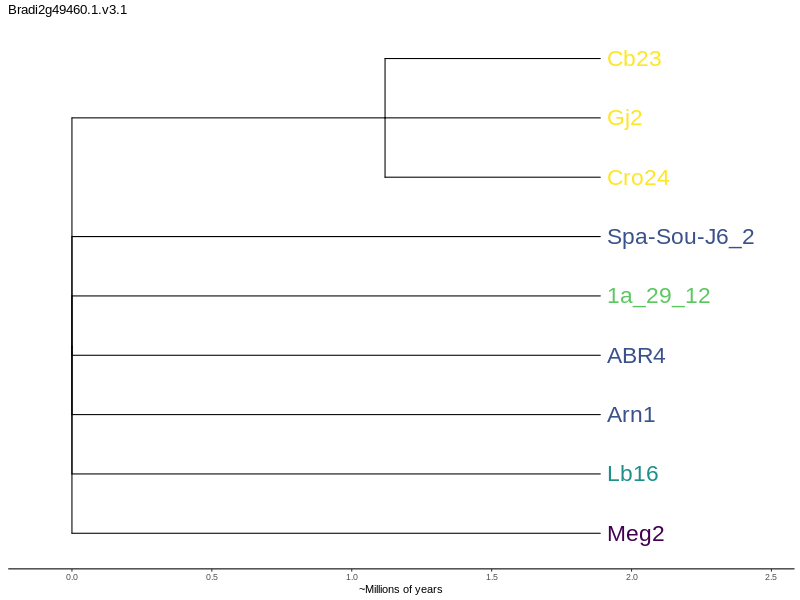 Bradi2g49460.1.v3.1
Cb23
Gj2
Cro24
Spa-Sou-J6_2
1a_29_12
ABR4
Arn1
Lb16
Meg2
0.0 0.5 1.0 1.5 2.0 2.5
~Millions of years